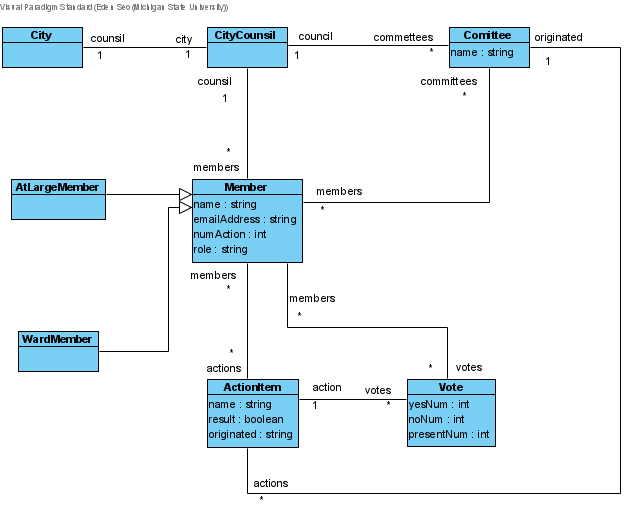 Visual Paradigm Standard (Eden Seo (Michigan State University))
City
counsil
1
city
1
CityCounsil
council
1
commettees
*
Comittee
name : string
originated
1
counsil
1
committees
*
*
members
AtLargeMember
Member
name : string
emailAddress : string
numAction : int
role : string
members
*
members
*
members
*
WardMember
*
actions
*
votes
ActionItem
name : string
result : boolean
originated : string
action
1
votes
*
Vote
yesNum : int
noNum : int
presentNum : int
actions
*